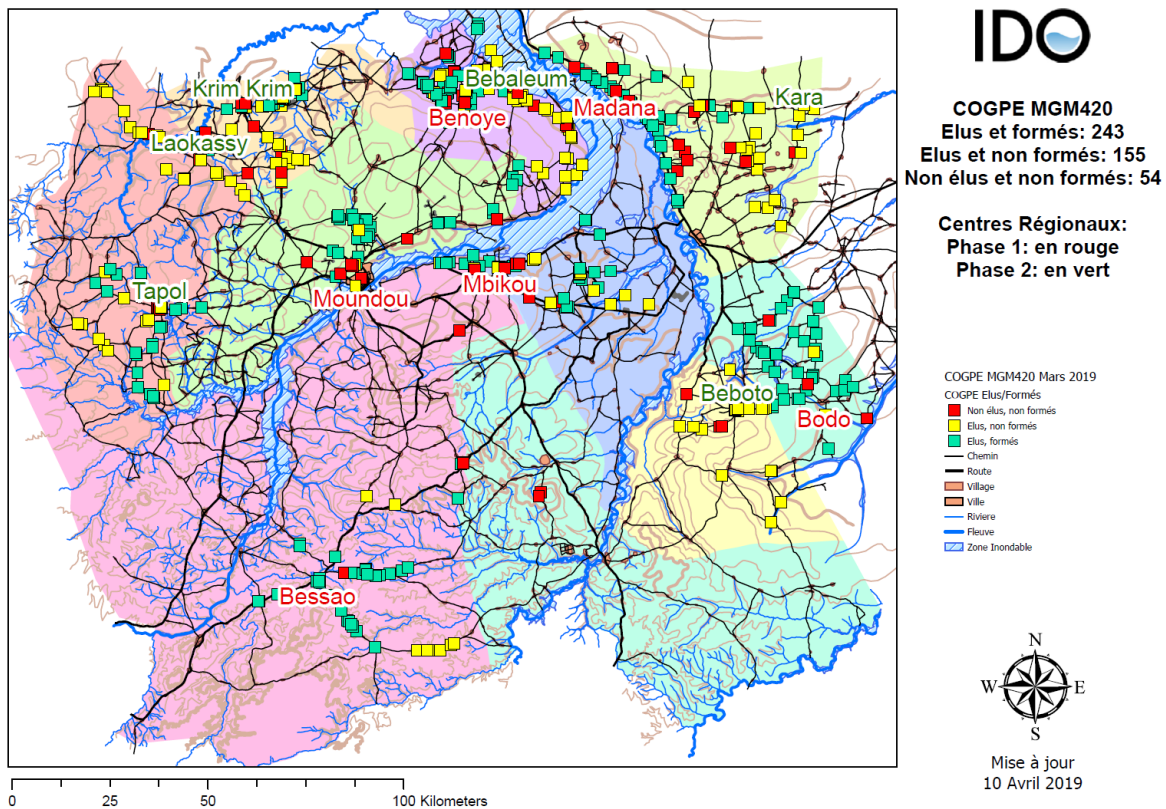 IDO
COGPE MGM420
Elus et formés: 243
Elus et non formés: 155
Non élus et non formés: 54
Centres Régionaux:
Phase 1: en rouge
Phase 2: en vert
Krim Krim
Laokassy
Bebaleum
Benoye
Madana
Kara
Tapol
Moundou
Mbikou
Beboto
Bodo
Bessao
COGPE MGM420 Mars 2019
COGPE Elus/Formés
Non élus, non formés
Elus, non formés
Elus, formés
Chemin
Route
Village
Ville
Riviere
Fleuve
Zone Inondable
N
W E
S
Mise à jour
10 Avril 2019
0 25 50 100 Kilometers